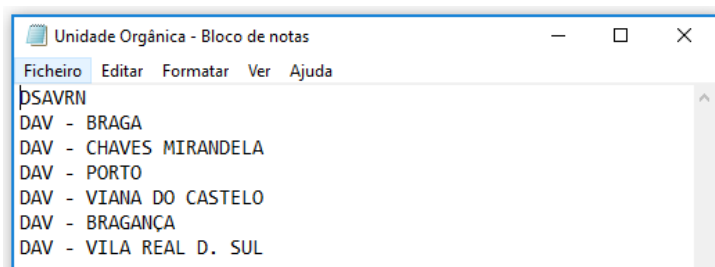 Unidade Orgânica - Bloco de notas
Ficheiro Editar Formatar Ver Ajuda
DSAVRN
DAV - BRAGA
DAV - CHAVES MIRANDELA
DAV - PORTO
DAV - VIANA DO CASTELO
DAV - BRAGANÇA
DAV - VILA REAL D. SUL